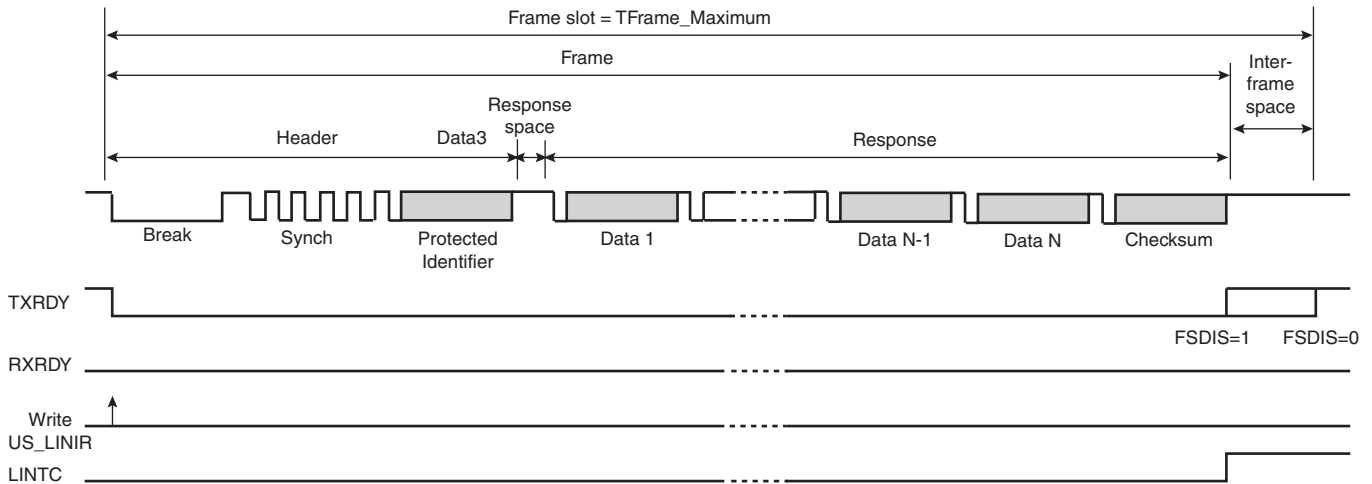 Frame slot = TFrame_Maximum
Frame
Inter-
frame
space
Response
space
Header
Data3
Response
Break
Synch
Protected
Identifier
Data 1
Data N-1
Data N
Checksum
TXRDY
FSDIS=1
FSDIS=0
RXRDY
Write
US_LINIR
LINTC